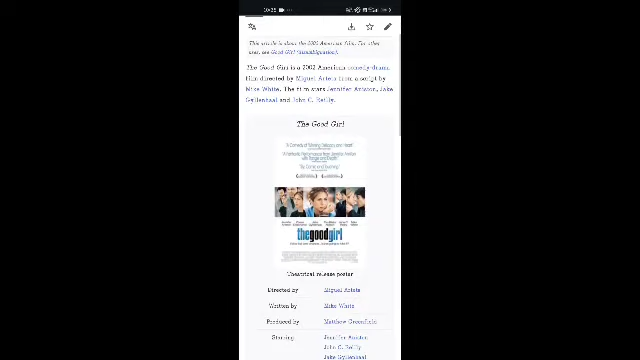 This article is about the 2002 American film. For other
uses, see Good Girl (disambiguation).
The Good Girl is a 2002 American comedy-drama
film directed by Miguel Arteta from a script by
Mike White. The film stars Jennifer Aniston, Jake
Gyllenhaal and John C. Reilly.
The Good Girl
thegoodgirl
Theatrical release poster
Directed by Miguel Arteta
Written by Mike White
Produced by Matthew Greenfield
Starring Jennifer Aniston
John C. Reilly
Jake Gyllenhaal